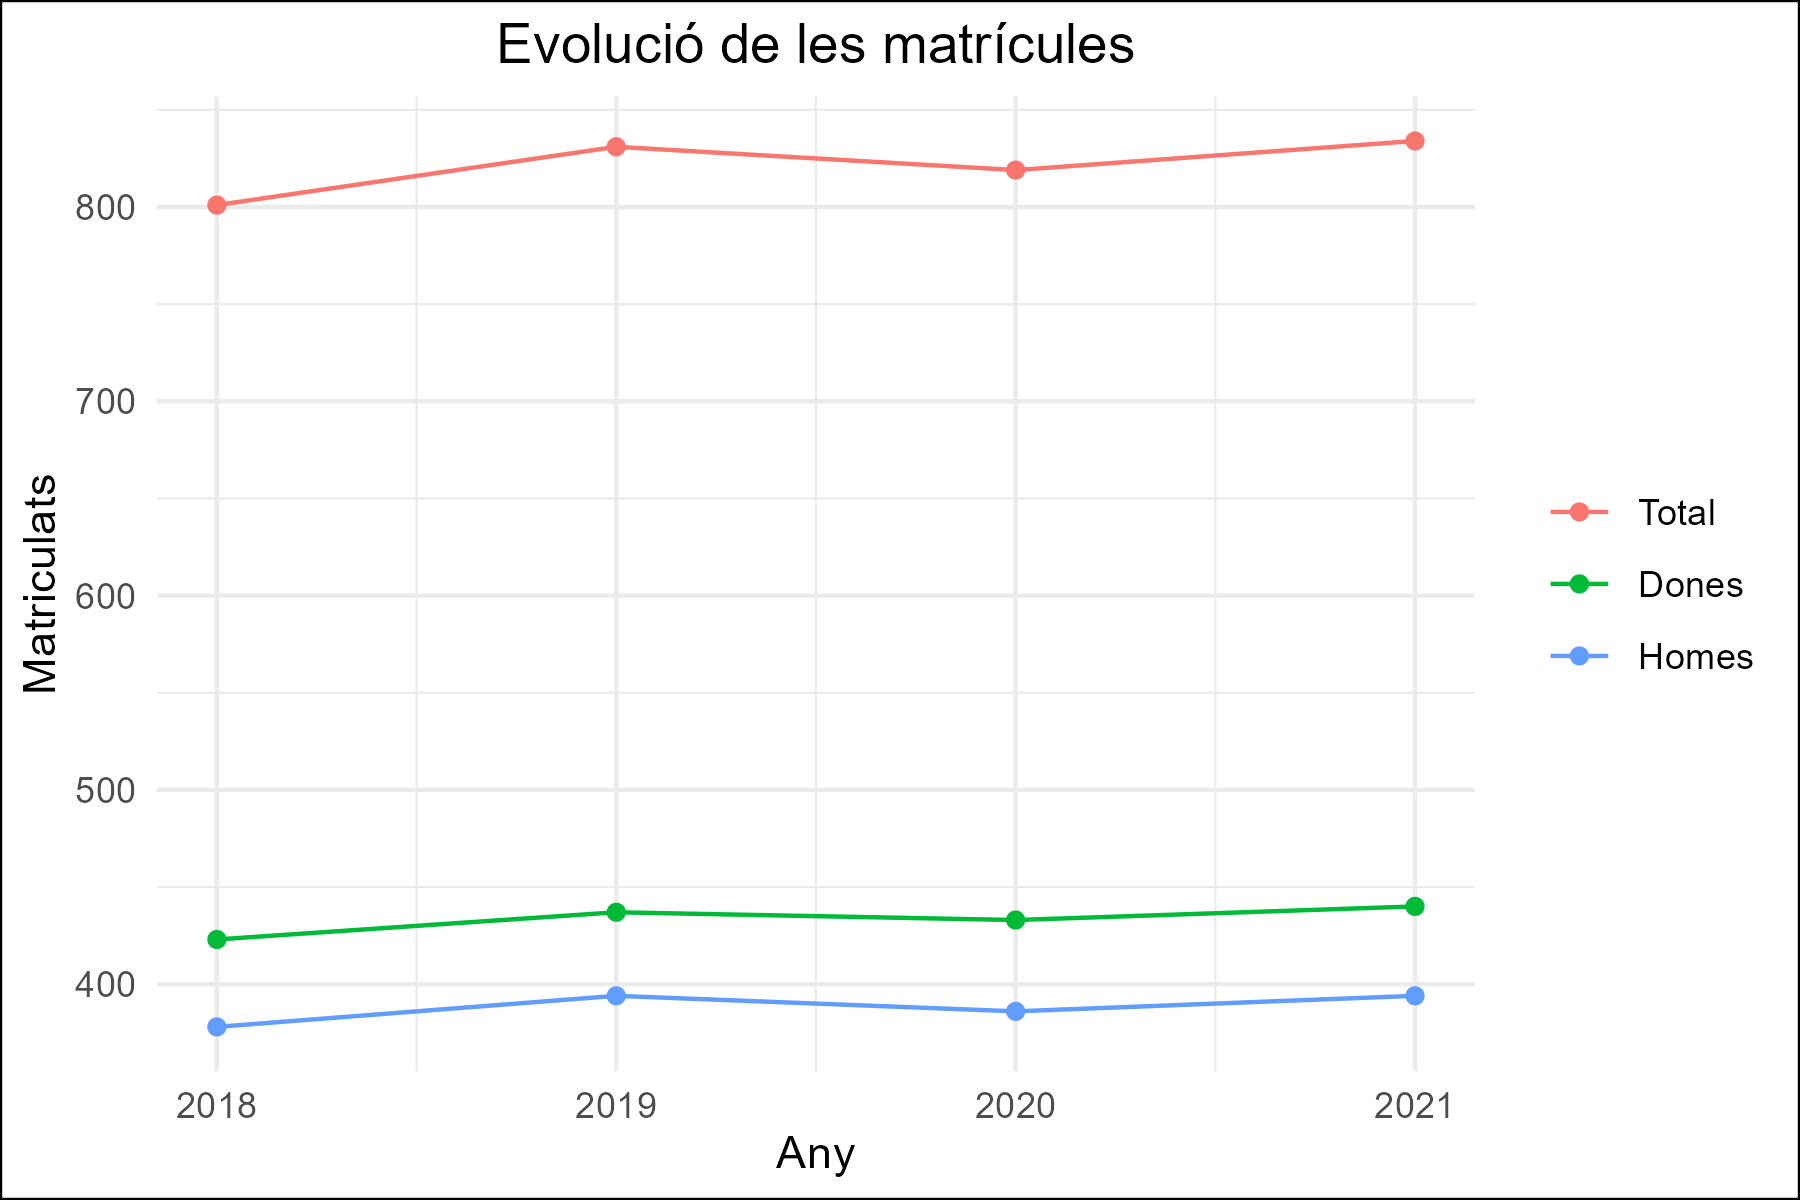 Evolució de les matrícules
Matriculats
800
700
600
500
400
2018 2019 2020 2021
Any
Total
Dones
Homes